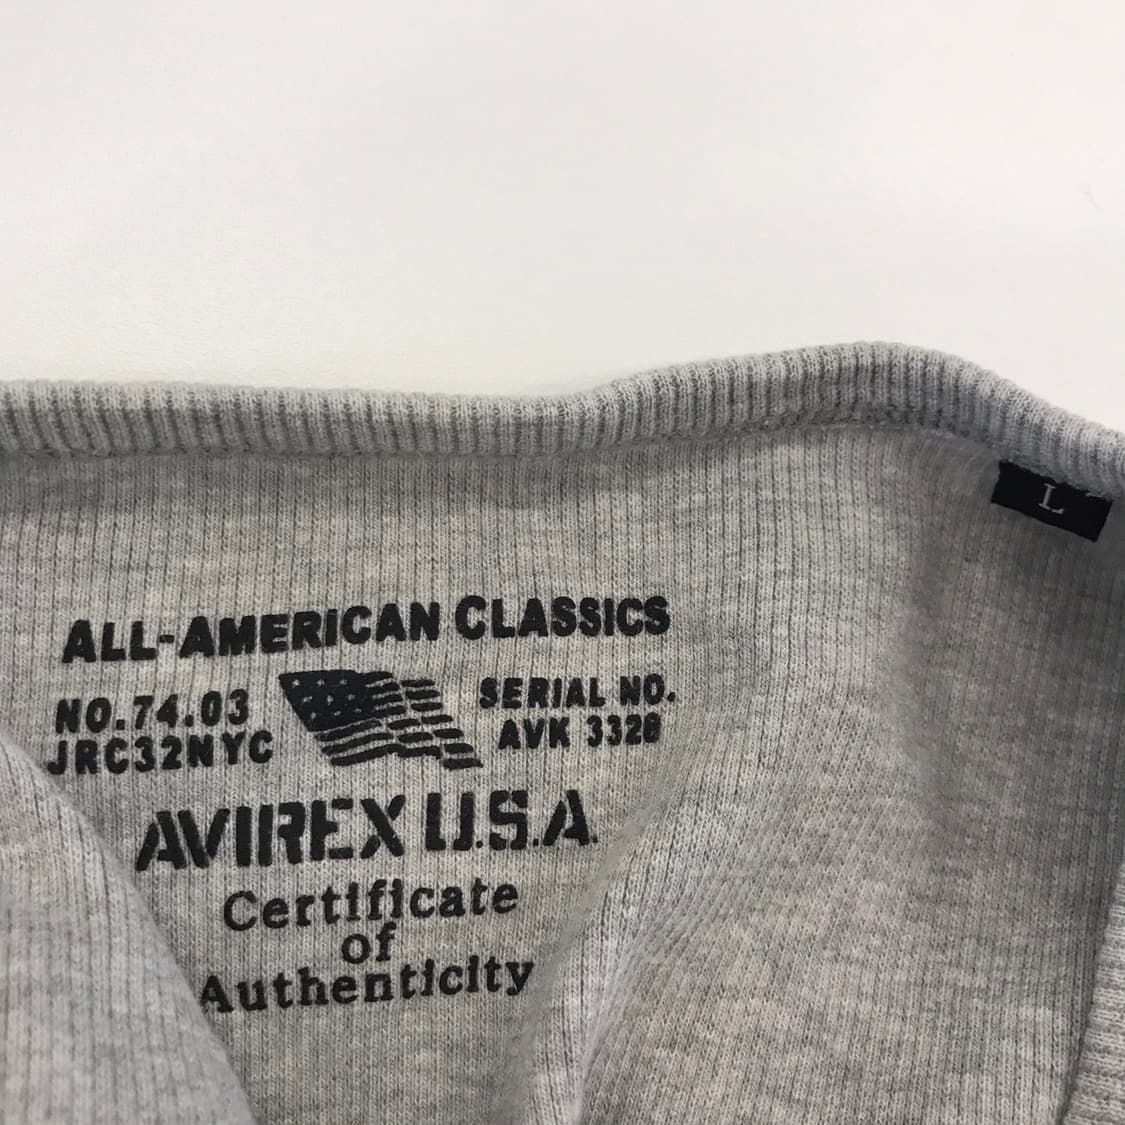 L
ALL-AMERICAN CLASSICS
NO.74.03
JRC32NYC
SERIAL NO.
AVK 3328
AVIREX U.S.A.
Certificate
of
Authenticity